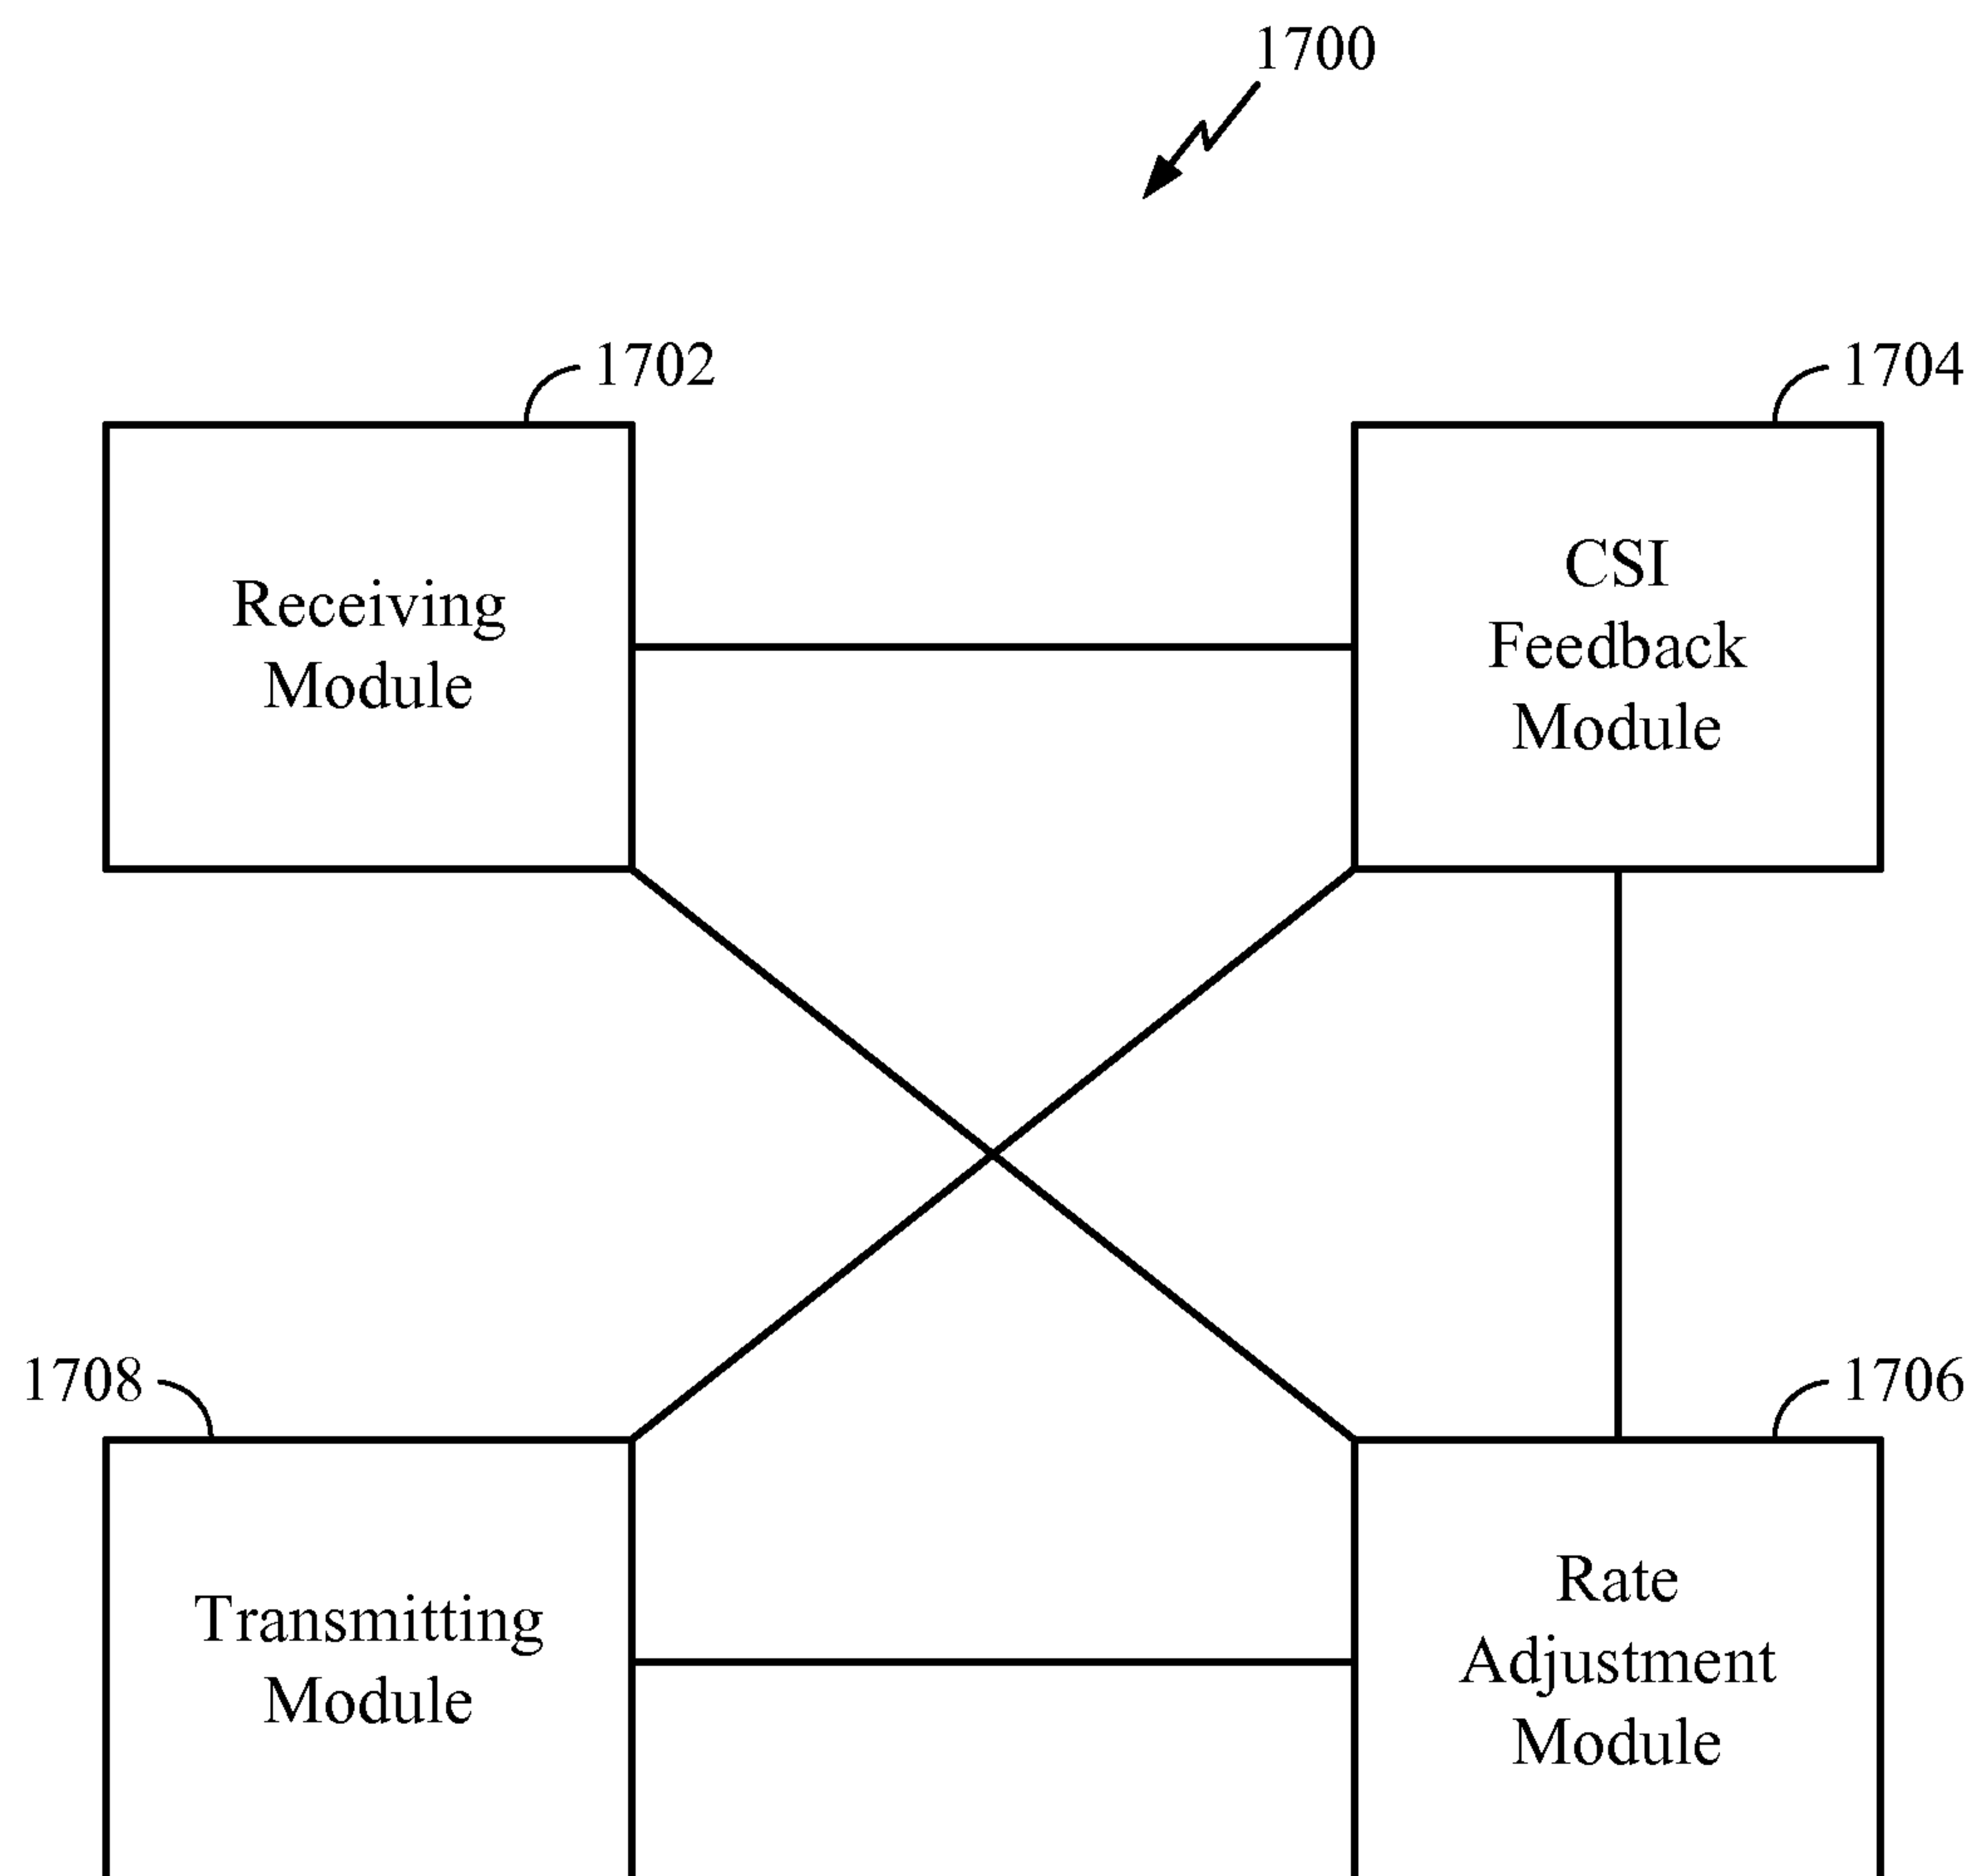 1700
1702
1704
Receiving
Module
CSI
Feedback
Module
1708
1706
Transmitting
Module
Rate
Adjustment
Module